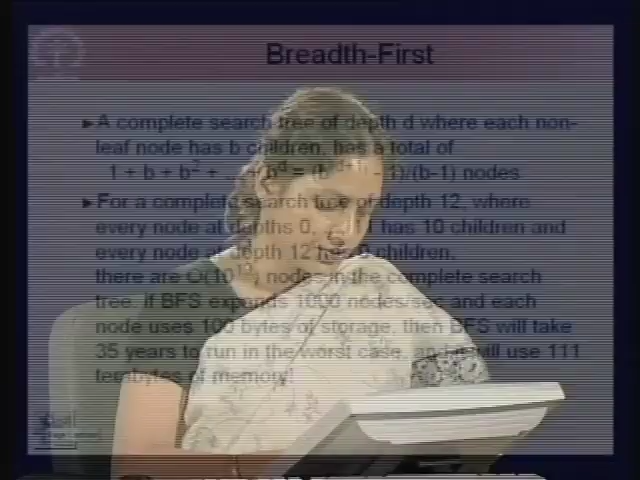 Breadth-First
►A complete search tree of depth d where each non-
leaf node has b children, has a total of
1 + b + b² + ... + b^d = (b^(d+1) - 1)/(b-1) nodes
►For a complete search tree of depth 12, where
every node at depths 0, ..., 11 has 10 children and
every node at depth 12 has 0 children,
there are O(10¹²) nodes in the complete search
tree. If BFS expands 1000 nodes/sec and each
node uses 100 bytes of storage, then BFS will take
35 years to run in the worst case, and it will use 111
terabytes of memory!